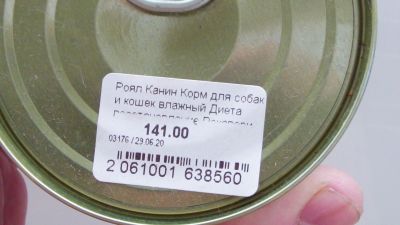 Роял Канин Корм для собак
и кошек влажный Диета
141.00
03176 / 29.06.20
2 061001 638560